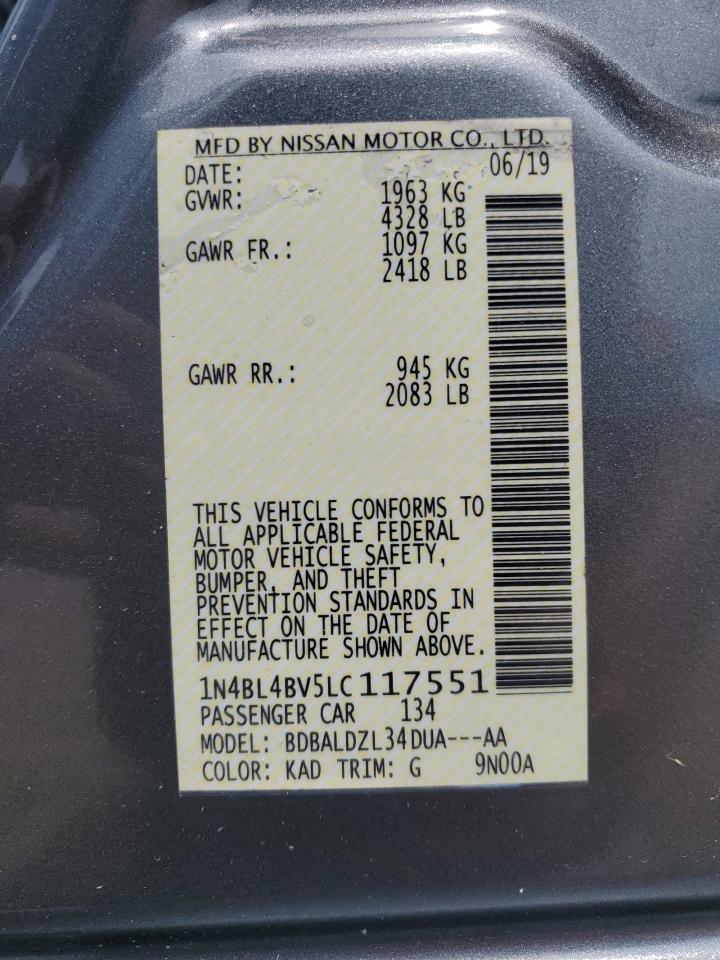 MFD BY NISSAN MOTOR CO., LTD.
DATE: 06/19
GVWR: 1963 KG
4328 LB
GAWR FR.: 1097 KG
2418 LB
GAWR RR.: 945 KG
2083 LB
THIS VEHICLE CONFORMS TO
ALL APPLICABLE FEDERAL
MOTOR VEHICLE SAFETY,
BUMPER, AND THEFT
PREVENTION STANDARDS IN
EFFECT ON THE DATE OF
MANUFACTURE SHOWN ABOVE.
1N4BL4BV5LC117551
PASSENGER CAR 134
MODEL: BDBALDZL34DUA---AA
COLOR: KAD TRIM: G 9N00A